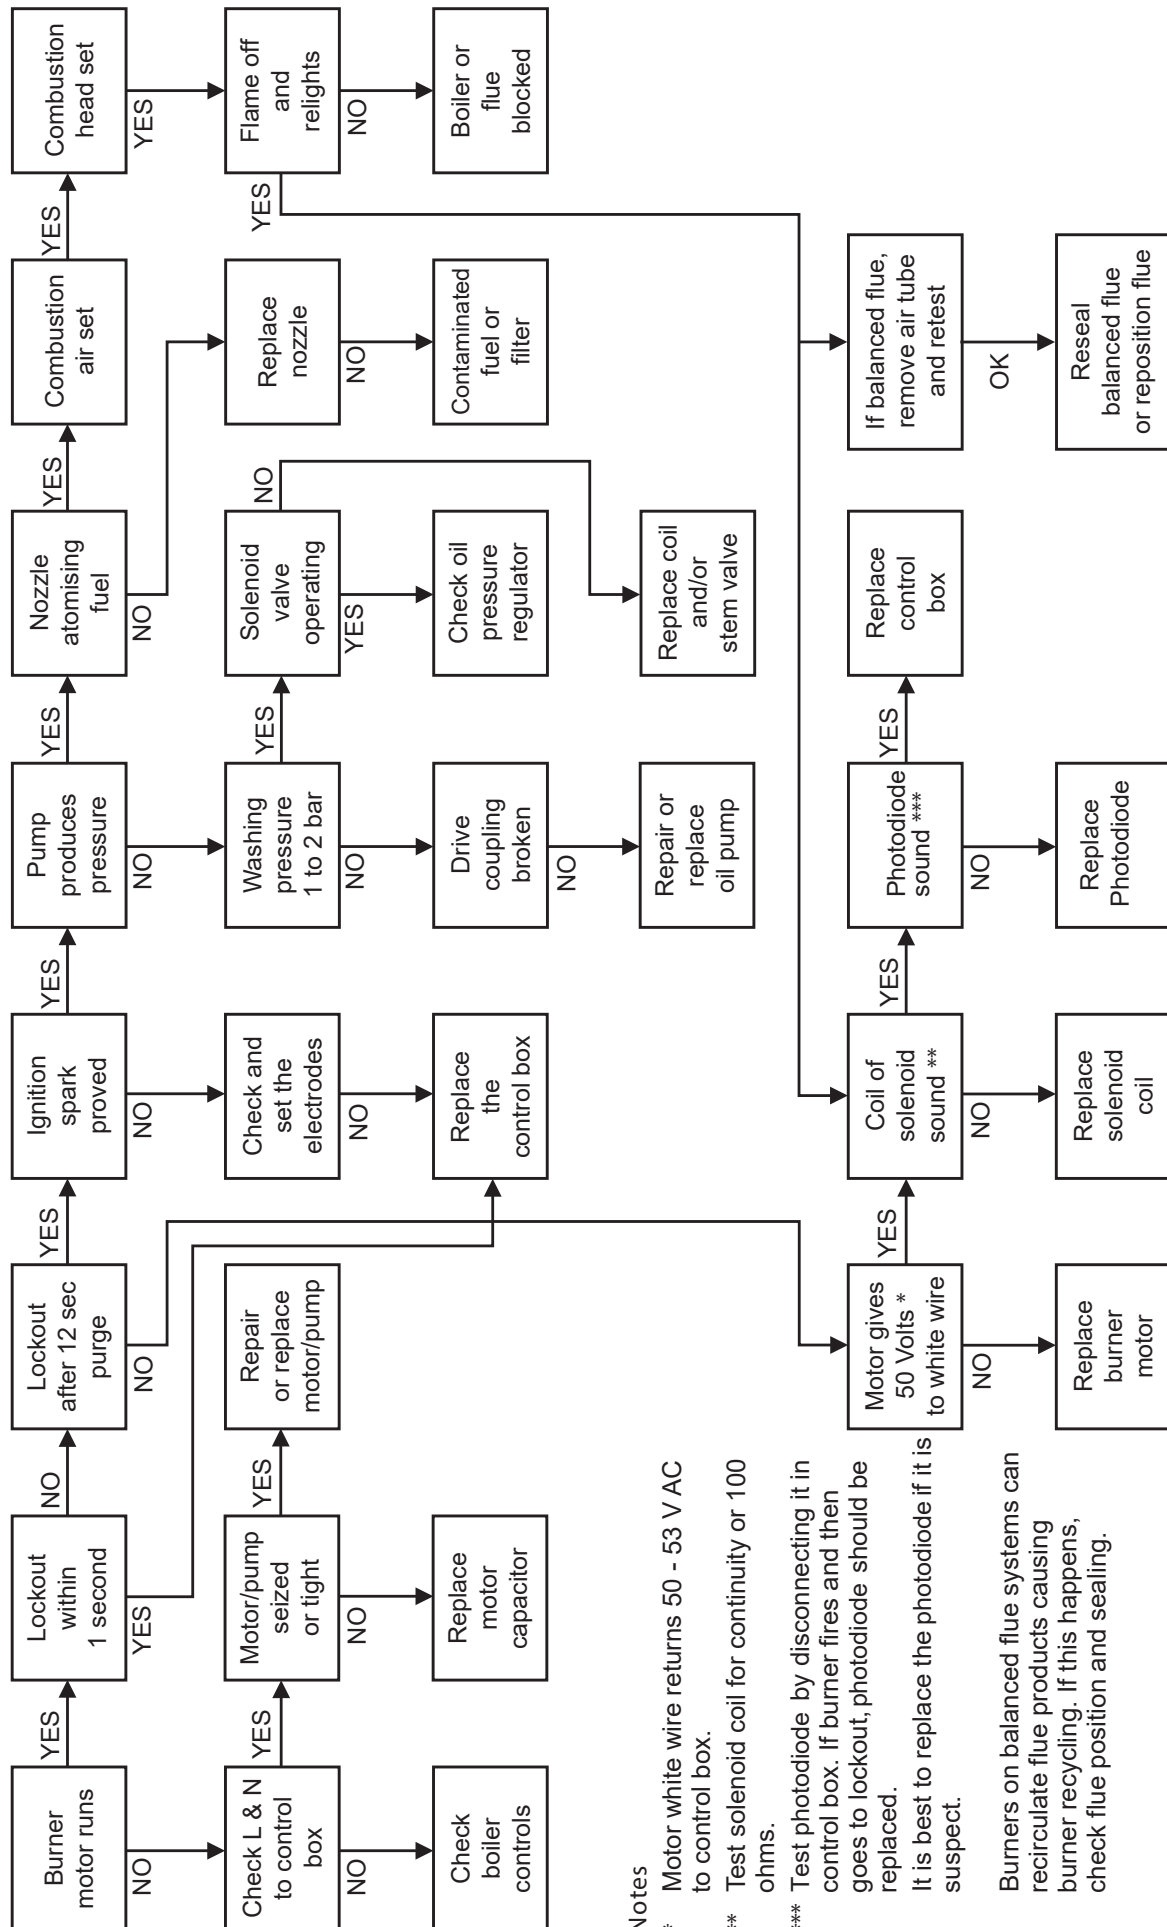 Burner
motor runs
YES
Lockout
within
1 second
NO
Lockout
after 12 sec
purge
YES
Ignition
spark
proved
YES
Pump
produces
pressure
YES
Nozzle
atomising
fuel
YES
Combustion
air set
YES
Combustion
head set
NO
YES
NO
NO
NO
NO
YES
Check L & N
to control
box
YES
Motor/pump
seized
or tight
YES
Repair
or replace
motor/pump
Check and
set the
electrodes
Washing
pressure
1 to 2 bar
YES
Solenoid
valve
operating
NO
Replace
nozzle
YES
Flame off
and
relights
NO
NO
NO
NO
YES
NO
NO
Check
boiler
controls
Replace
motor
capacitor
Replace
the
control box
Drive
coupling
broken
Check oil
pressure
regulator
Contaminated
fuel or
filter
Boiler or
flue
blocked
NO
Repair or
replace
oil pump
Replace coil
and/or
stem valve
Motor gives
50 Volts *
to white wire
YES
Coil of
solenoid
sound **
YES
Photodiode
sound ***
YES
Replace
control
box
If balanced flue,
remove air tube
and retest
NO
NO
NO
OK
Replace
burner
motor
Replace
solenoid
coil
Replace
Photodiode
Reseal
balanced flue
or reposition flue
Notes
* Motor white wire returns 50 - 53 V AC
to control box.
** Test solenoid coil for continuity or 100
ohms.
*** Test photodiode by disconnecting it in
control box. If burner fires and then
goes to lockout, photodiode should be
replaced.
It is best to replace the photodiode if it is
suspect.
Burners on balanced flue systems can
recirculate flue products causing
burner recycling. If this happens,
check flue position and sealing.